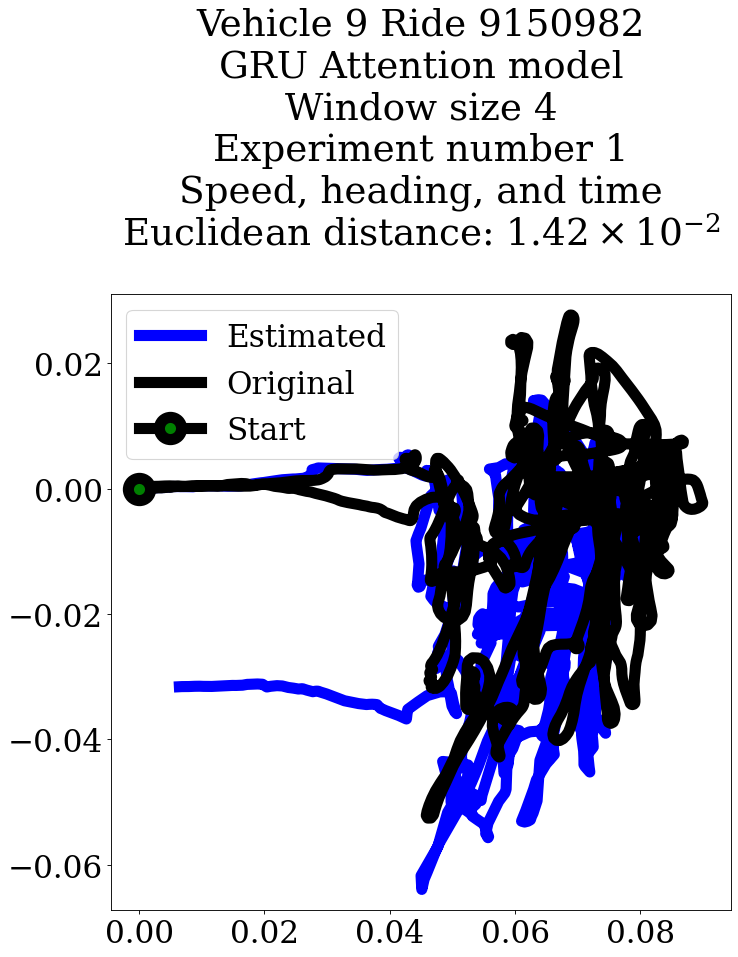 Vehicle 9 Ride 9150982
GRU Attention model
Window size 4
Experiment number 1
Speed, heading, and time
Euclidean distance: 1.42 × 10⁻²
Estimated
Original
Start
0.02
0.00
−0.02
−0.04
−0.06
0.00 0.02 0.04 0.06 0.08